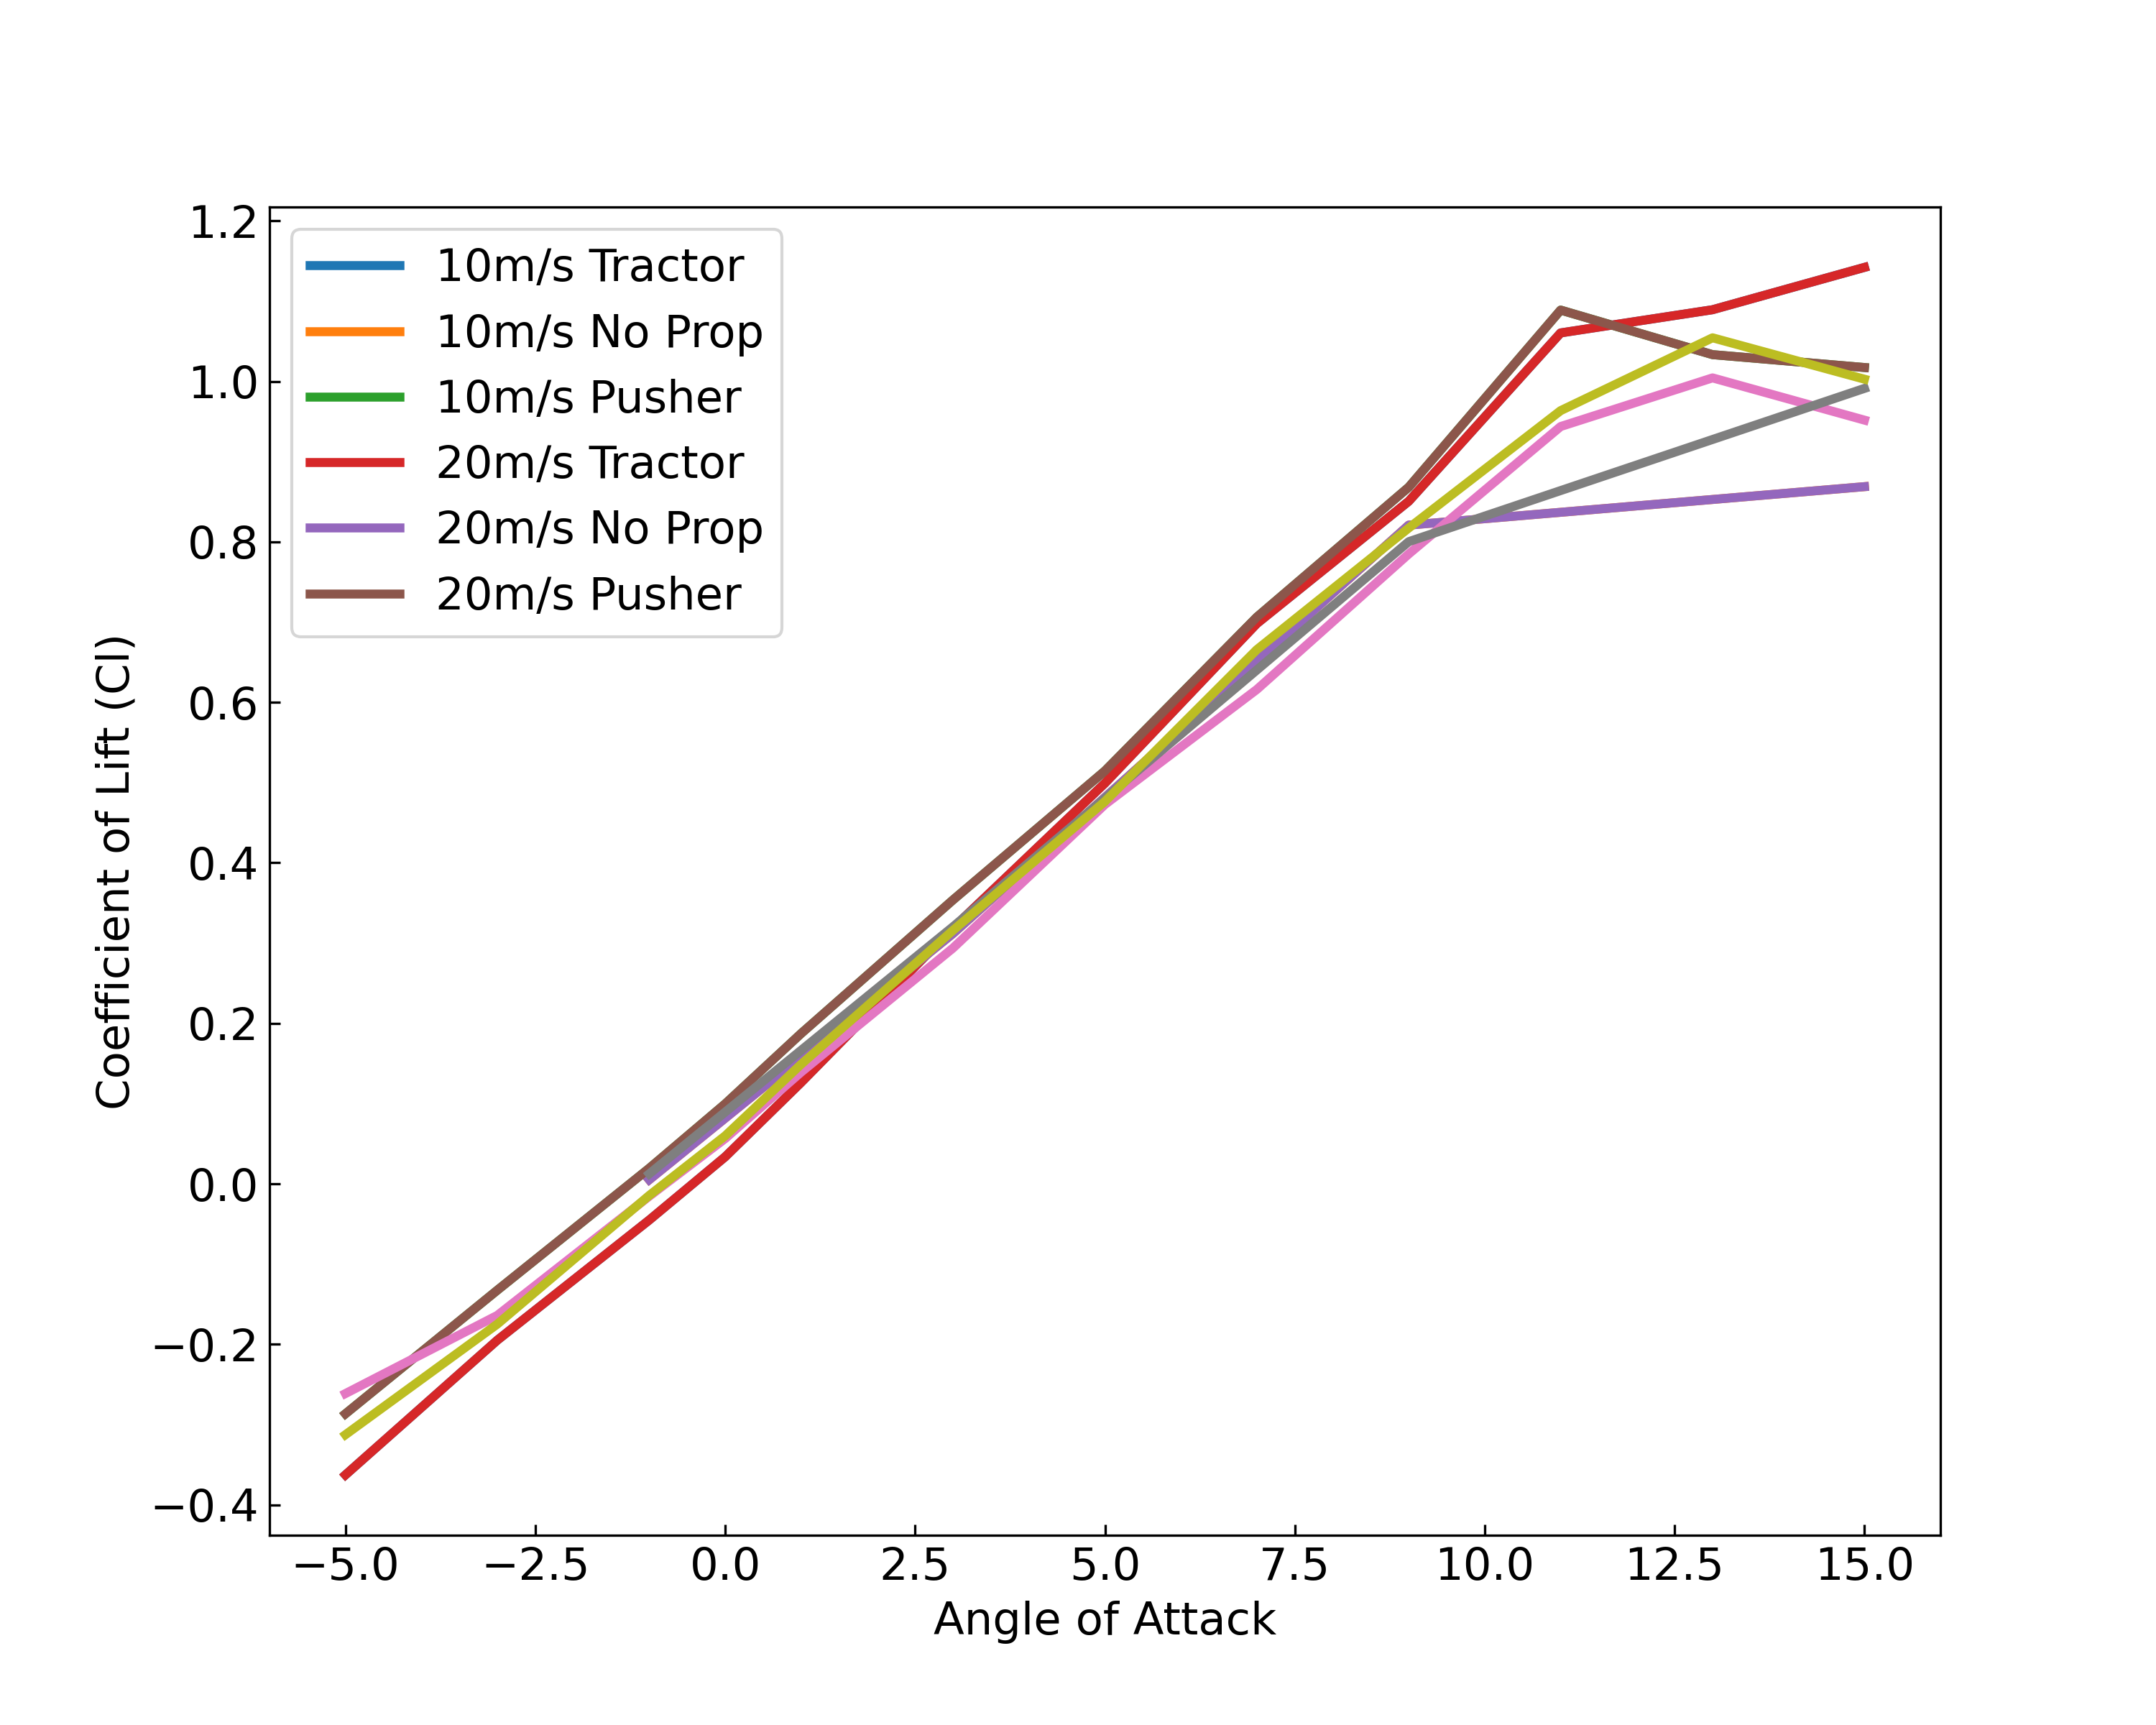 1.2
1.0
0.8
0.6
0.4
0.2
0.0
−0.2
−0.4
10m/s Tractor
10m/s No Prop
10m/s Pusher
20m/s Tractor
20m/s No Prop
20m/s Pusher
Coefficient of Lift (Cl)
−5.0 −2.5 0.0 2.5 5.0 7.5 10.0 12.5 15.0
Angle of Attack